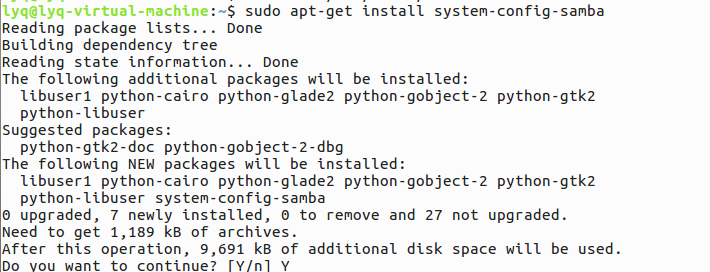 lyq@lyq-virtual-machine:~$ sudo apt-get install system-config-samba
Reading package lists... Done
Building dependency tree
Reading state information... Done
The following additional packages will be installed:
  libuser1 python-cairo python-glade2 python-gobject-2 python-gtk2
  python-libuser
Suggested packages:
  python-gtk2-doc python-gobject-2-dbg
The following NEW packages will be installed:
  libuser1 python-cairo python-glade2 python-gobject-2 python-gtk2
  python-libuser system-config-samba
0 upgraded, 7 newly installed, 0 to remove and 27 not upgraded.
Need to get 1,189 kB of archives.
After this operation, 9,691 kB of additional disk space will be used.
Do you want to continue? [Y/n] Y